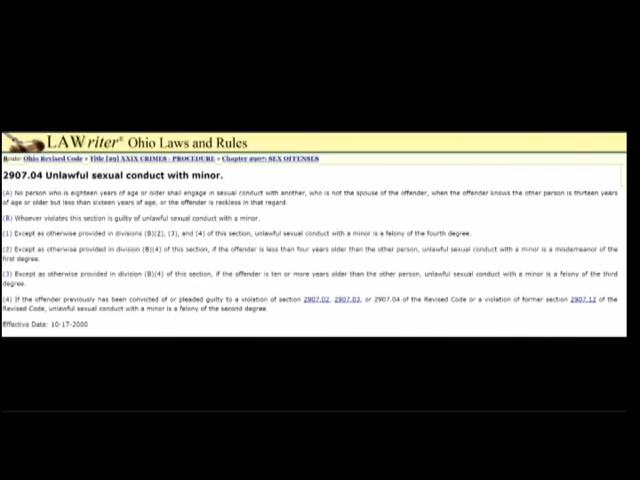 LAWriter® Ohio Laws and Rules
Route: Ohio Revised Code » Title [29] XXIX CRIMES - PROCEDURE » Chapter 2907: SEX OFFENSES
2907.04 Unlawful sexual conduct with minor.
(A) No person who is eighteen years of age or older shall engage in sexual conduct with another, who is not the spouse of the offender, when the offender knows the other person is thirteen years
of age or older but less than sixteen years of age, or the offender is reckless in that regard.
(B) Whoever violates this section is guilty of unlawful sexual conduct with a minor.
(1) Except as otherwise provided in divisions (B)(2), (3), and (4) of this section, unlawful sexual conduct with a minor is a felony of the fourth degree.
(2) Except as otherwise provided in division (B)(4) of this section, if the offender is less than four years older than the other person, unlawful sexual conduct with a minor is a misdemeanor of the
first degree.
(3) Except as otherwise provided in division (B)(4) of this section, if the offender is ten or more years older than the other person, unlawful sexual conduct with a minor is a felony of the third
degree.
(4) If the offender previously has been convicted of or pleaded guilty to a violation of section 2907.02, 2907.03, or 2907.04 of the Revised Code or a violation of former section 2907.12 of the
Revised Code, unlawful sexual conduct with a minor is a felony of the second degree.
Effective Date: 10-17-2000